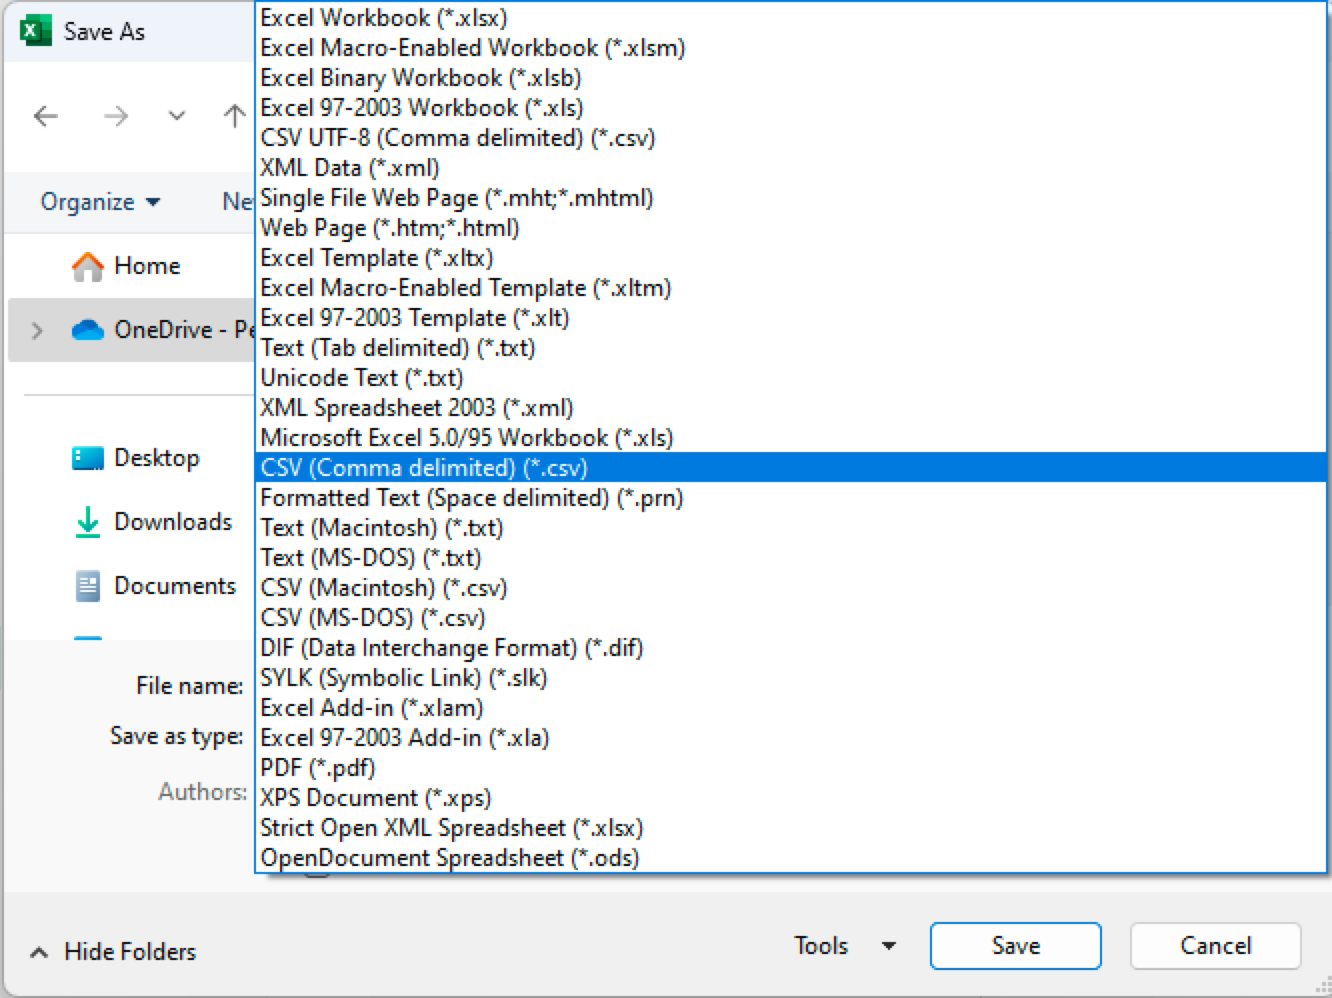 Save As
Organize
Ne
Home
OneDrive - Pe
Desktop
Downloads
Documents
File name:
Save as type:
Authors:
Excel Workbook (*.xlsx)
Excel Macro-Enabled Workbook (*.xlsm)
Excel Binary Workbook (*.xlsb)
Excel 97-2003 Workbook (*.xls)
CSV UTF-8 (Comma delimited) (*.csv)
XML Data (*.xml)
Single File Web Page (*.mht;*.mhtml)
Web Page (*.htm;*.html)
Excel Template (*.xltx)
Excel Macro-Enabled Template (*.xltm)
Excel 97-2003 Template (*.xlt)
Text (Tab delimited) (*.txt)
Unicode Text (*.txt)
XML Spreadsheet 2003 (*.xml)
Microsoft Excel 5.0/95 Workbook (*.xls)
CSV (Comma delimited) (*.csv)
Formatted Text (Space delimited) (*.prn)
Text (Macintosh) (*.txt)
Text (MS-DOS) (*.txt)
CSV (Macintosh) (*.csv)
CSV (MS-DOS) (*.csv)
DIF (Data Interchange Format) (*.dif)
SYLK (Symbolic Link) (*.slk)
Excel Add-in (*.xlam)
Excel 97-2003 Add-in (*.xla)
PDF (*.pdf)
XPS Document (*.xps)
Strict Open XML Spreadsheet (*.xlsx)
OpenDocument Spreadsheet (*.ods)
Hide Folders
Tools
Save
Cancel